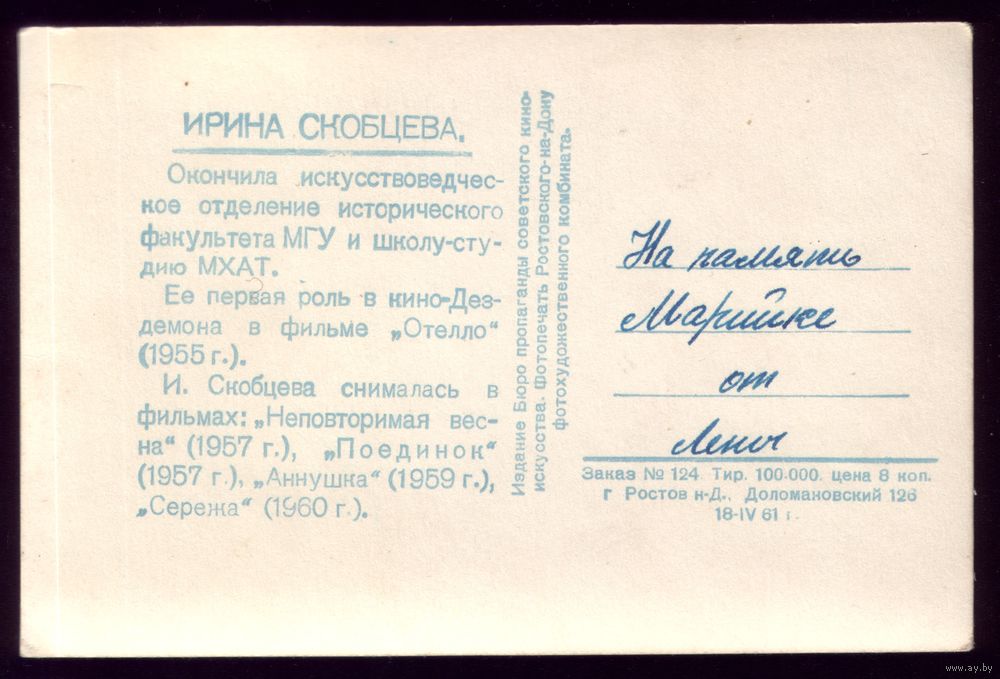 ИРИНА СКОБЦЕВА.
Окончила искусствоведчес-
кое отделение исторического
факультета МГУ и школу-сту-
дию МХАТ.
Ее первая роль в кино-Дез-
демона в фильме „Отелло“
(1955 г.).
И. Скобцева снималась в
фильмах: „Неповторимая вес-
на“ (1957 г.), „Поединок“
(1957 г.), „Аннушка“ (1959 г.),
„Сережа“ (1960 г.).
Издание Бюро пропаганды советского кино-
искусства. Фотопечать Ростовского-на-Дону
фотохудожественного комбината.
На память
Марийке
от
Лены
Заказ № 124. Тир. 100.000. цена 8 коп.
г Ростов н-Д., Доломановский 126
18-IV 61 г.
www.ay.by